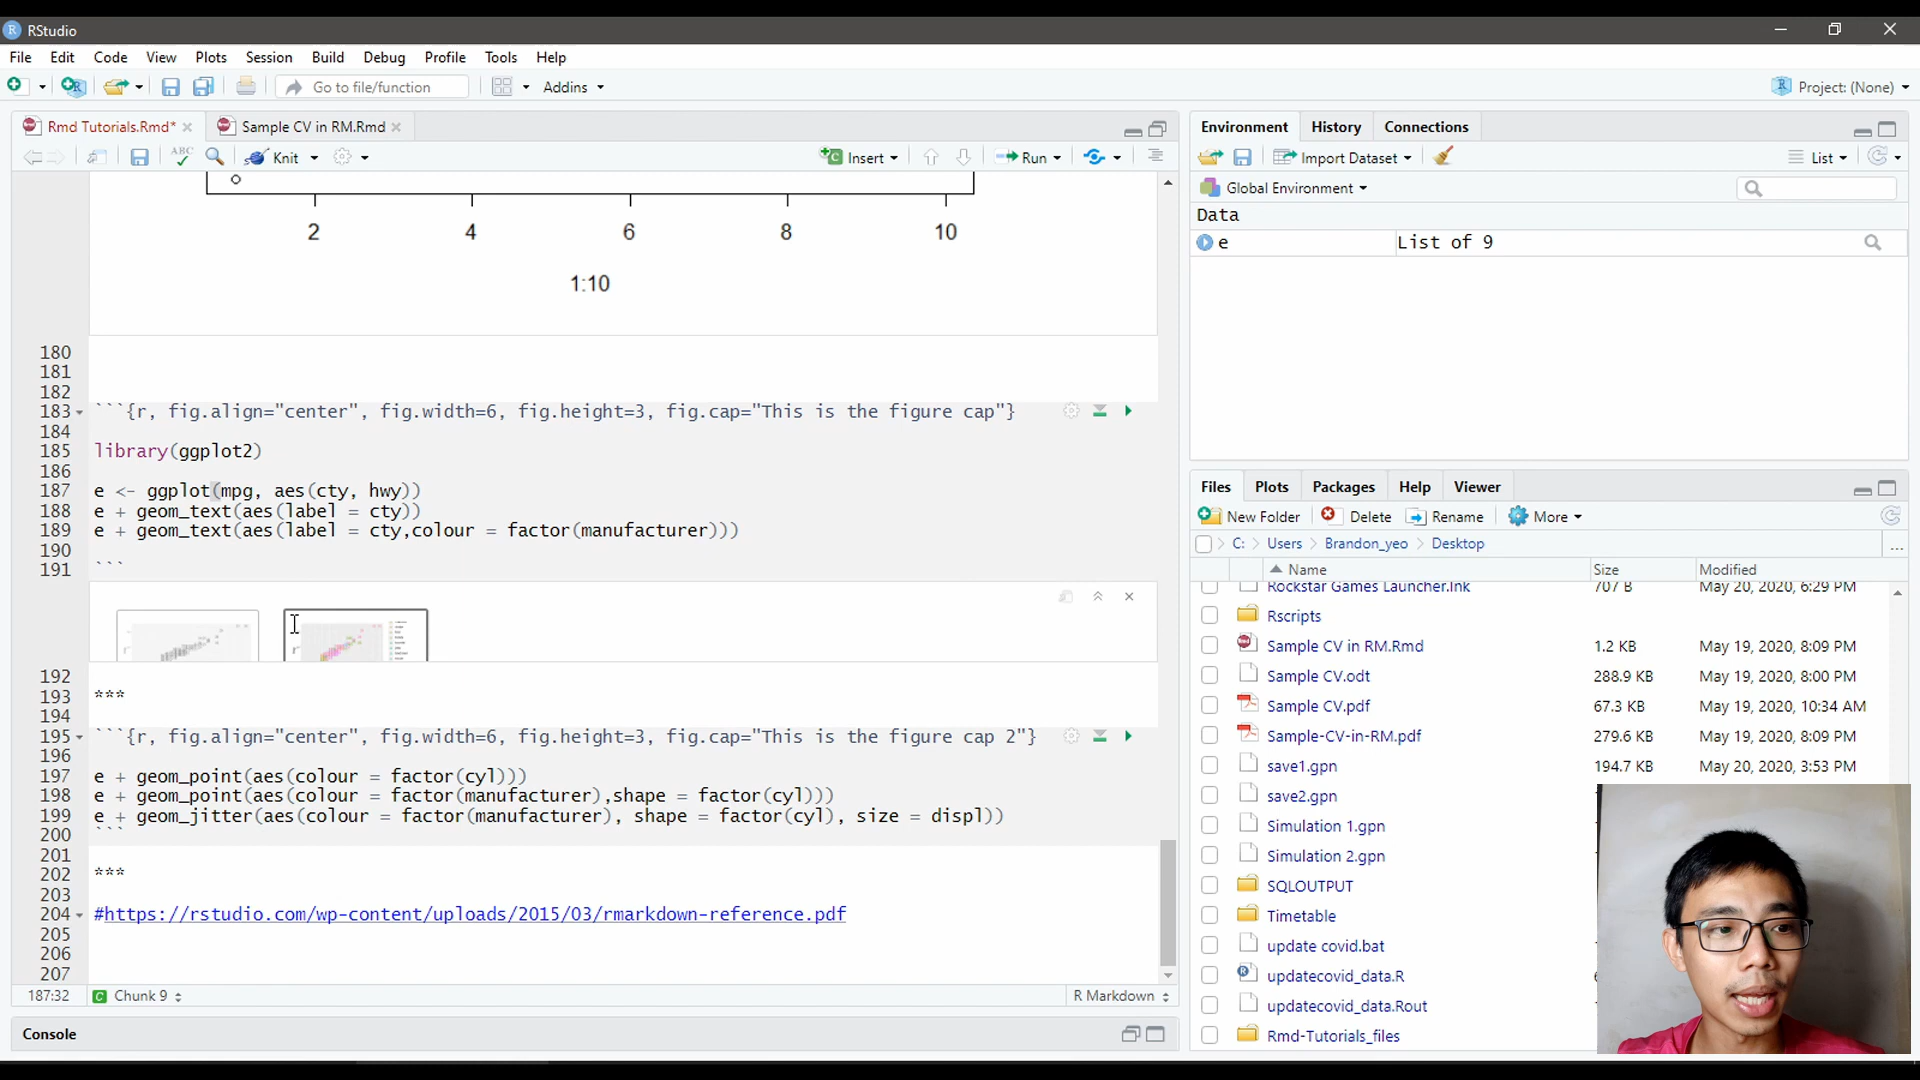 RStudio
File Edit Code View Plots Session Build Debug Profile Tools Help
Go to file/function Addins Project: (None)
Rmd Tutorials.Rmd* Sample CV in RM.Rmd
ABC Knit Insert Run
2 4 6 8 10
1:10
180
181
182
183 ```{r, fig.align="center", fig.width=6, fig.height=3, fig.cap="This is the figure cap"}
184
185 library(ggplot2)
186
187 e <- ggplot(mpg, aes(cty, hwy))
188 e + geom_text(aes(label = cty))
189 e + geom_text(aes(label = cty,colour = factor(manufacturer)))
190
191 ```
192
193 ***
194
195 ```{r, fig.align="center", fig.width=6, fig.height=3, fig.cap="This is the figure cap 2"}
196
197 e + geom_point(aes(colour = factor(cyl)))
198 e + geom_point(aes(colour = factor(manufacturer),shape = factor(cyl)))
199 e + geom_jitter(aes(colour = factor(manufacturer), shape = factor(cyl), size = displ))
200 ```
201
202 ***
203
204 #https://rstudio.com/wp-content/uploads/2015/03/rmarkdown-reference.pdf
205
206
207
187:32 Chunk 9 R Markdown
Console
Environment History Connections
Import Dataset List
Global Environment
Data
e List of 9
Files Plots Packages Help Viewer
New Folder Delete Rename More
C: Users Brandon_yeo Desktop ...
Name Size Modified
Rockstar Games Launcher.lnk 707 B May 20, 2020, 6:29 PM
Rscripts
Sample CV in RM.Rmd 1.2 KB May 19, 2020, 8:09 PM
Sample CV.odt 288.9 KB May 19, 2020, 8:00 PM
Sample CV.pdf 67.3 KB May 19, 2020, 10:34 AM
Sample-CV-in-RM.pdf 279.6 KB May 19, 2020, 8:09 PM
save1.gpn 194.7 KB May 20, 2020, 3:53 PM
save2.gpn
Simulation 1.gpn
Simulation 2.gpn
SQLOUTPUT
Timetable
update covid.bat
updatecovid_data.R
updatecovid_data.Rout
Rmd-Tutorials_files